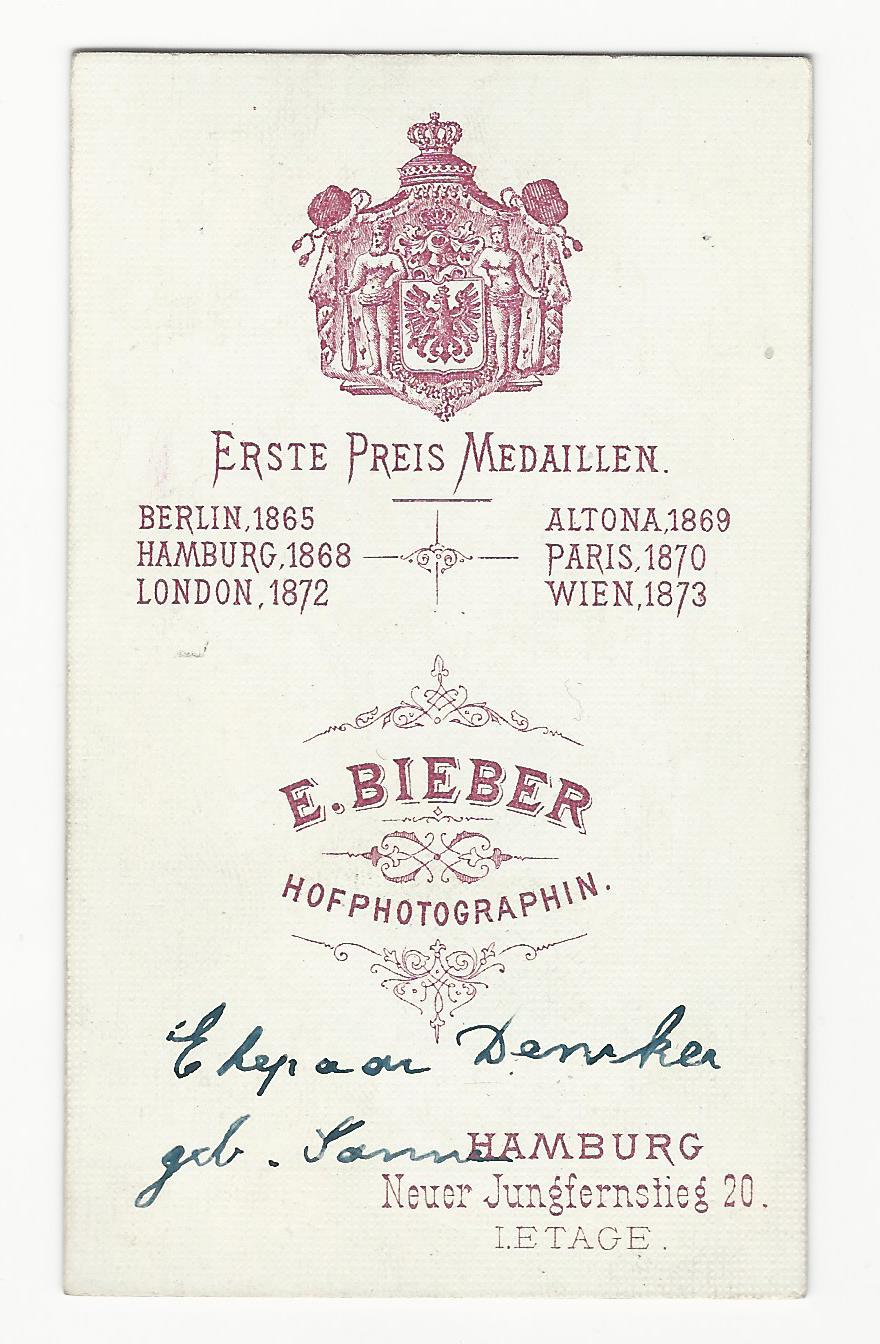 ERSTE PREIS MEDAILLEN.
BERLIN, 1865
HAMBURG, 1868
LONDON, 1872
ALTONA, 1869
PARIS, 1870
WIEN, 1873
E. BIEBER
HOFPHOTOGRAPHIN.
Ehepaar
geb.
HAMBURG
Neuer Jungfernstieg 20.
I. ETAGE.